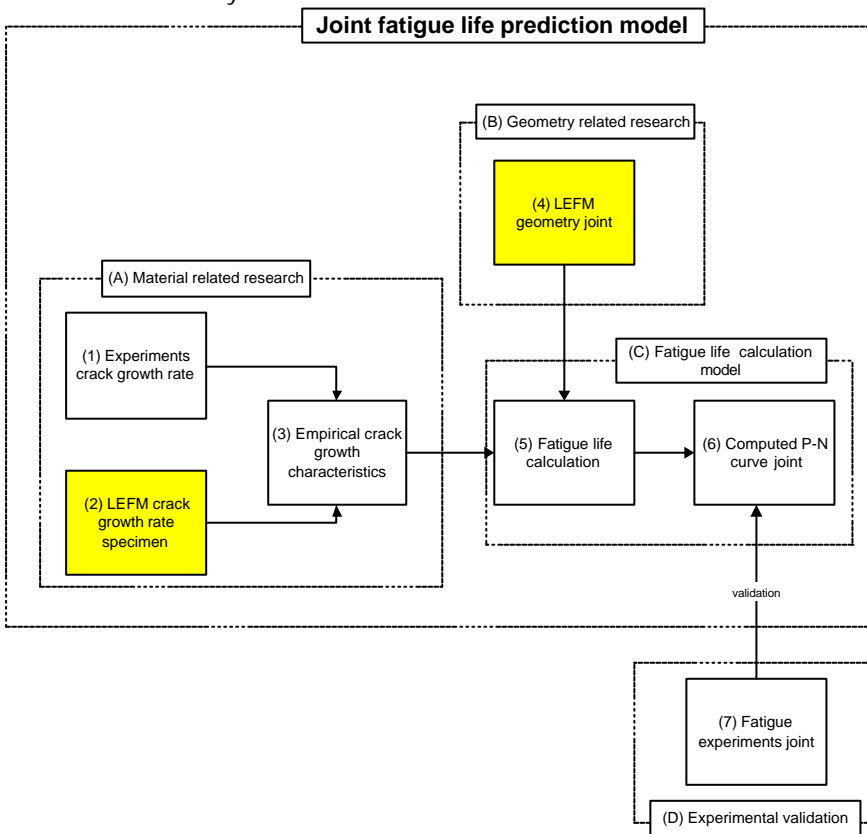 Joint fatigue life prediction model
(B) Geometry related research
(4) LEFM
geometry joint
(A) Material related research
(1) Experiments
crack growth rate
(C) Fatigue life calculation
model
(3) Empirical crack
growth
characteristics
(5) Fatigue life
calculation
(6) Computed P-N
curve joint
(2) LEFM crack
growth rate
specimen
validation
(7) Fatigue
experiments joint
(D) Experimental validation